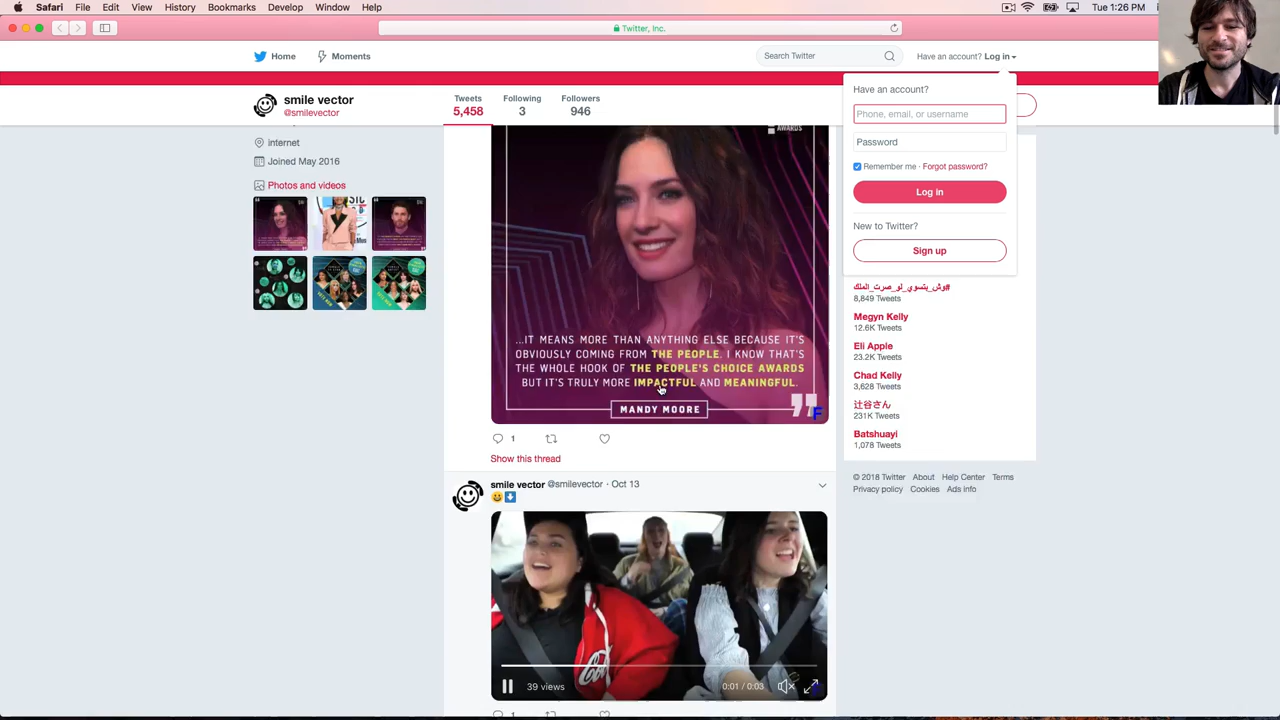 Safari File Edit View History Bookmarks Develop Window Help
Tue 1:26 PM
Twitter, Inc.
Home Moments
Search Twitter
Have an account? Log in
smile vector
@smilevector
Tweets
5,458
Following
3
Followers
946
internet
Joined May 2016
Photos and videos
AWARDS
...IT MEANS MORE THAN ANYTHING ELSE BECAUSE IT'S
OBVIOUSLY COMING FROM THE PEOPLE. I KNOW THAT'S
THE WHOLE HOOK OF THE PEOPLE'S CHOICE AWARDS
BUT IT'S TRULY MORE IMPACTFUL AND MEANINGFUL.
MANDY MOORE
F
1
Show this thread
smile vector @smilevector · Oct 13
39 views
0:01 / 0:03
1
Have an account?
Phone, email, or username
Password
Remember me · Forgot password?
Log in
New to Twitter?
Sign up
#وش_يتسوي_لو_صرت_الملك
8,849 Tweets
Megyn Kelly
12.6K Tweets
Eli Apple
23.2K Tweets
Chad Kelly
3,628 Tweets
辻谷さん
231K Tweets
Batshuayi
1,078 Tweets
© 2018 Twitter About Help Center Terms
Privacy policy Cookies Ads info